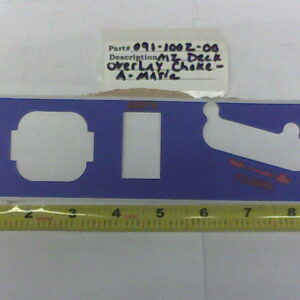 Part# 091-1002-00
Description MZ Deck
Overlay Choke-
A-Matic
2 3 4 5 6 7 8